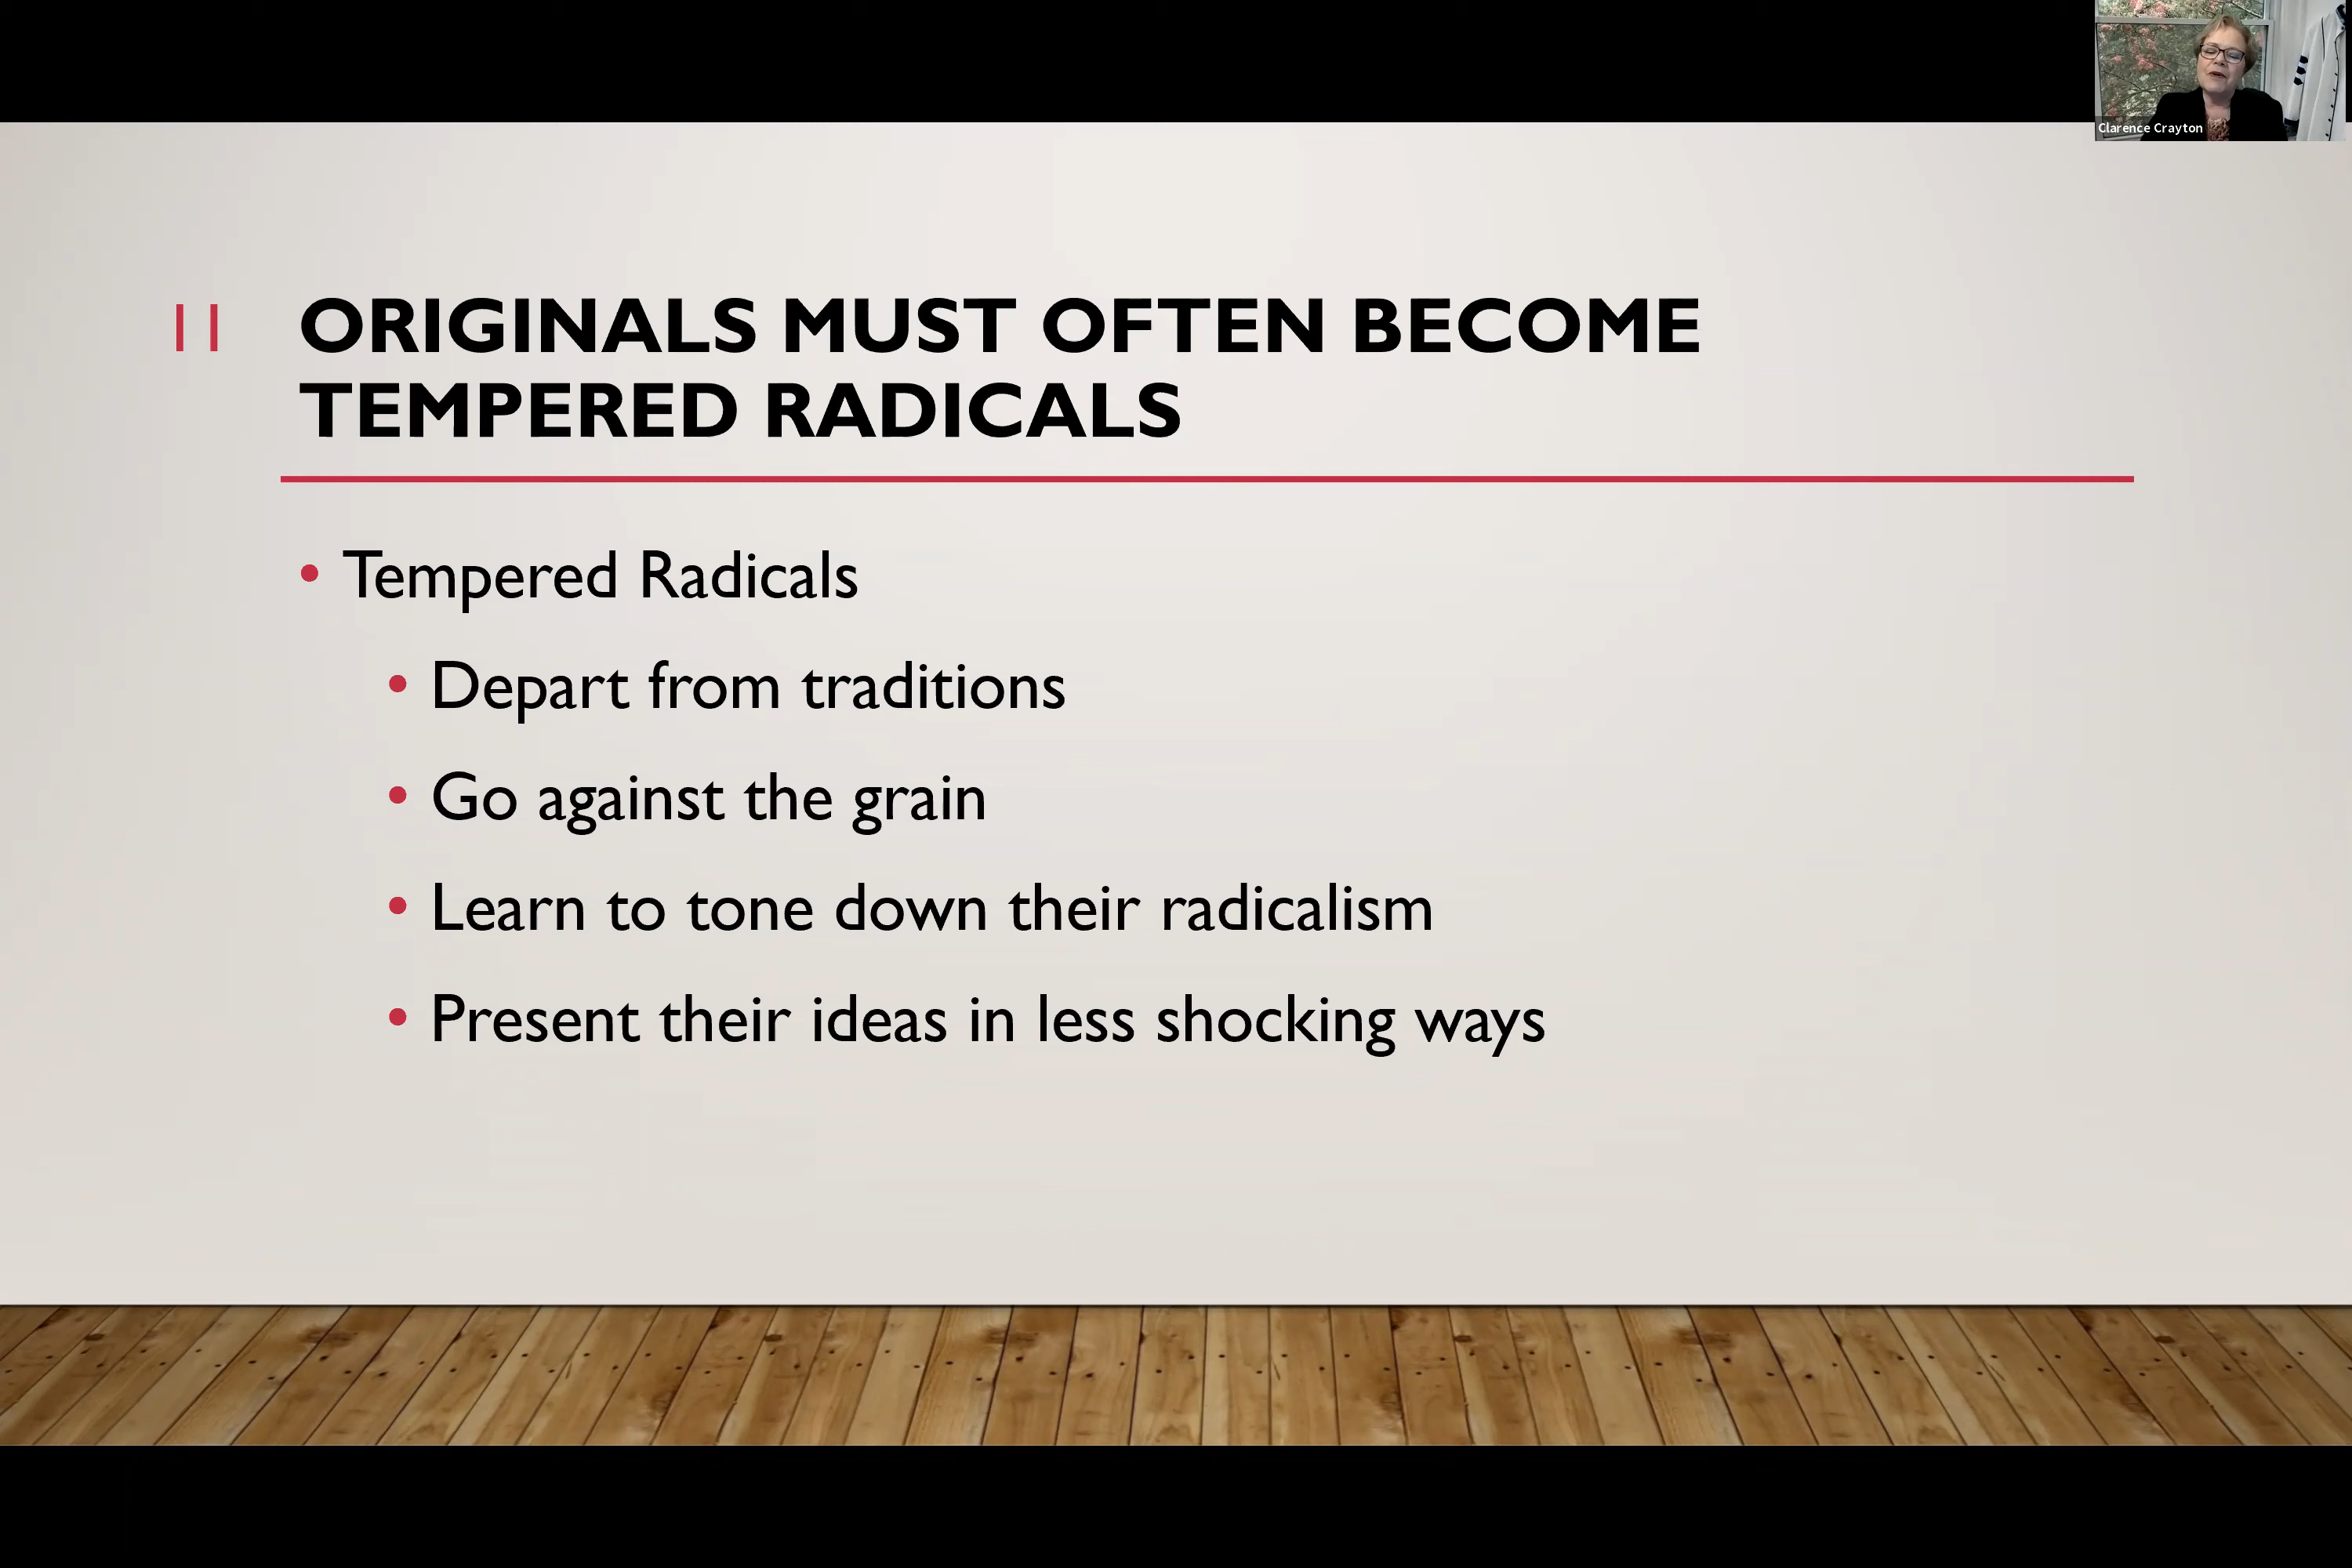 Clarence Crayton
11
ORIGINALS MUST OFTEN BECOME
TEMPERED RADICALS
• Tempered Radicals
• Depart from traditions
• Go against the grain
• Learn to tone down their radicalism
• Present their ideas in less shocking ways